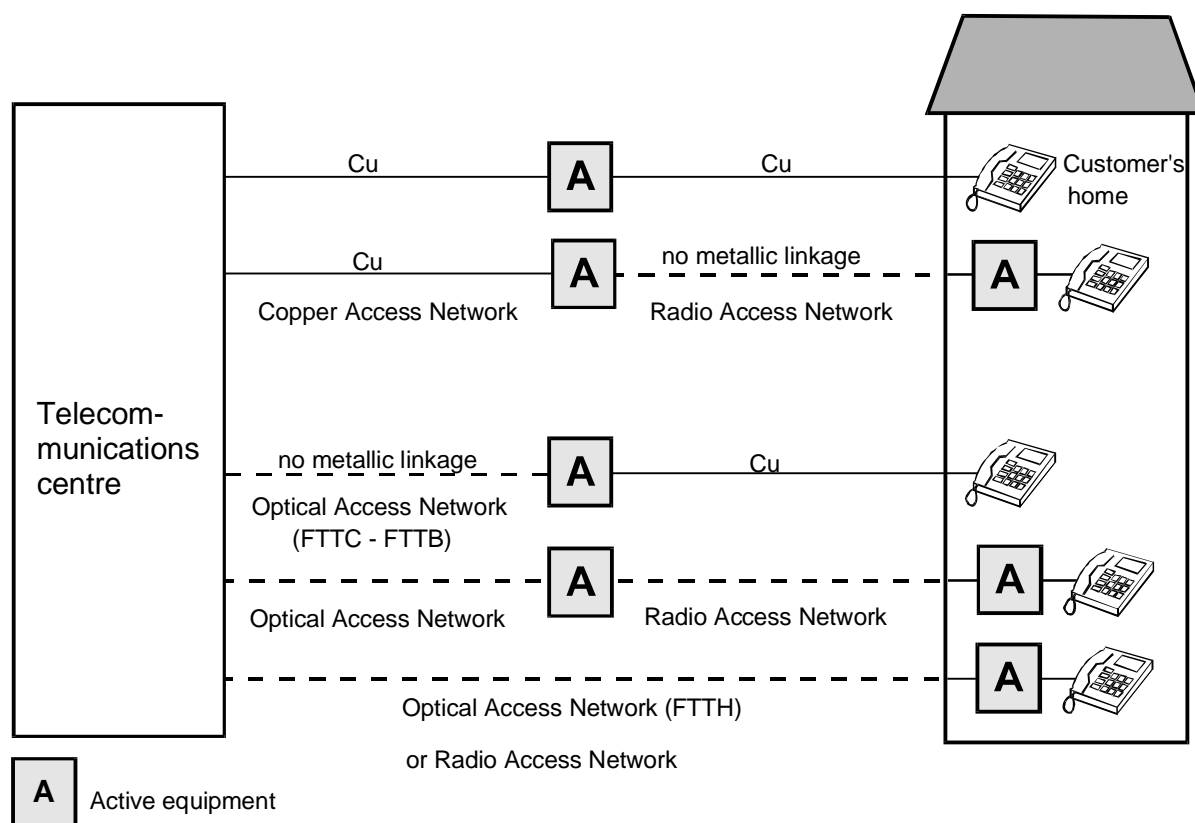 Cu
A
Cu
Customer's
home
Cu
A
no metallic linkage
A
Copper Access Network
Radio Access Network
Telecom-
munications
centre
no metallic linkage
A
Cu
Optical Access Network
(FTTC - FTTB)
A
A
Optical Access Network
Radio Access Network
A
Optical Access Network (FTTH)
or Radio Access Network
A
Active equipment